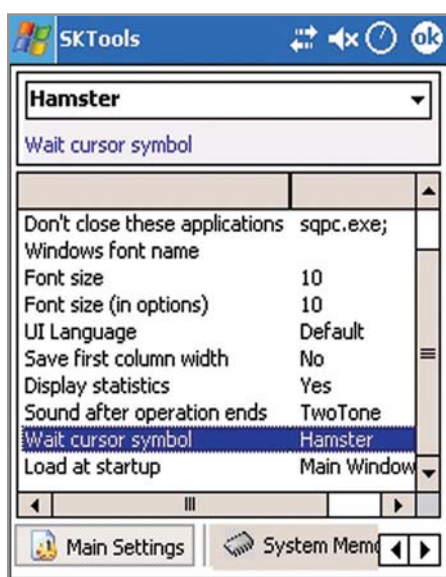 SKTools
ok
Hamster
Wait cursor symbol
Don't close these applications sqpc.exe;
Windows font name
Font size 10
Font size (in options) 10
UI Language Default
Save first column width No
Display statistics Yes
Sound after operation ends TwoTone
Wait cursor symbol Hamster
Load at startup Main Window
Main Settings System Mem